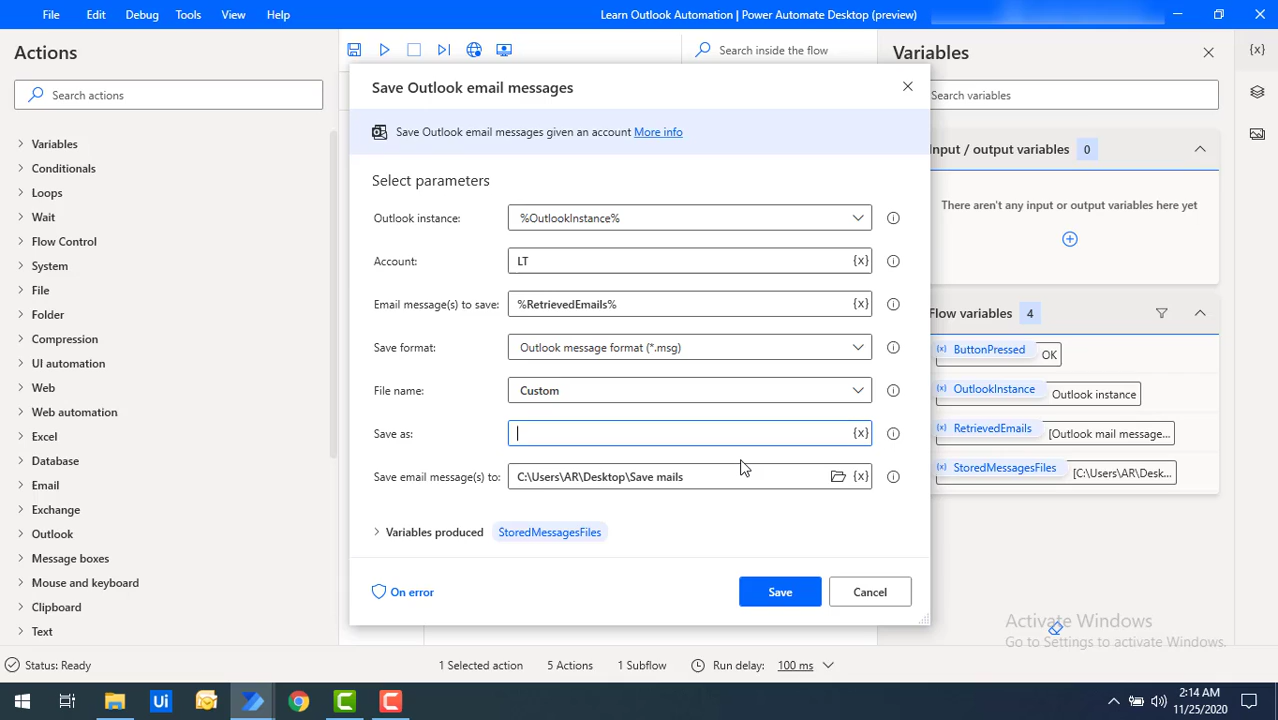 File Edit Debug Tools View Help Learn Outlook Automation | Power Automate Desktop (preview)
Actions
Search actions
Variables
Conditionals
Loops
Wait
Flow Control
System
File
Folder
Compression
UI automation
Web
Web automation
Excel
Database
Email
Exchange
Outlook
Message boxes
Mouse and keyboard
Clipboard
Text
Search inside the flow
Save Outlook email messages
Save Outlook email messages given an account More info
Select parameters
Outlook instance: %OutlookInstance%
Account: LT {x}
Email message(s) to save: %RetrievedEmails% {x}
Save format: Outlook message format (*.msg)
File name: Custom
Save as: {x}
Save email message(s) to: C:\Users\AR\Desktop\Save mails {x}
Variables produced StoredMessagesFiles
On error Save Cancel
Variables {x}
Search variables
Input / output variables 0
There aren't any input or output variables here yet
Flow variables 4
(x) ButtonPressed OK
(x) OutlookInstance Outlook instance
(x) RetrievedEmails [Outlook mail message...
(x) StoredMessagesFiles [C:\Users\AR\Desk...
Activate Windows
Go to Settings to activate Windows.
Status: Ready 1 Selected action 5 Actions 1 Subflow Run delay: 100 ms
Ui
2:14 AM
11/25/2020